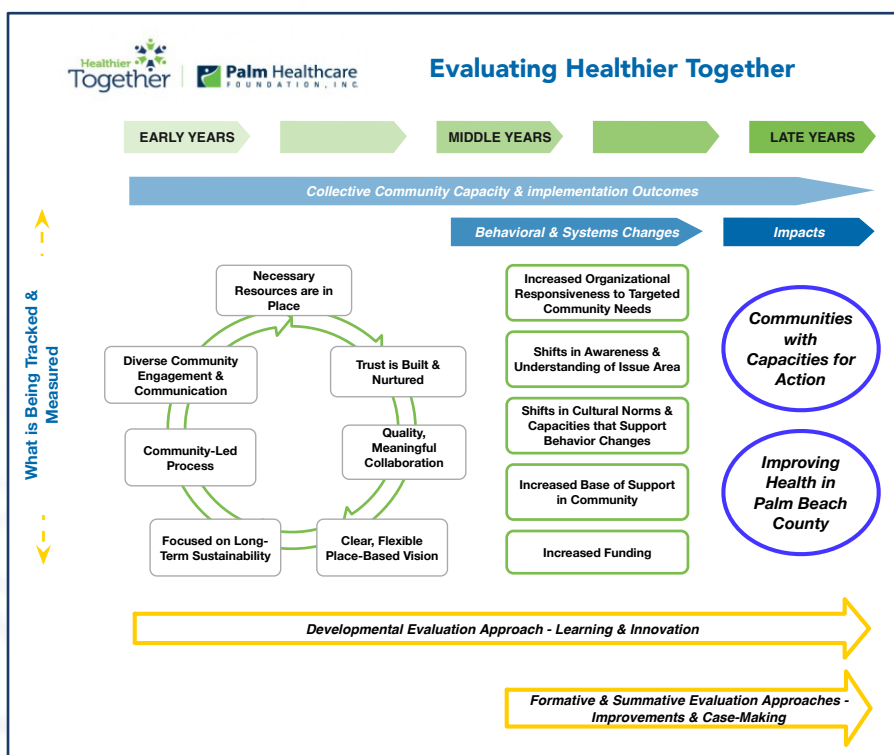 Healthier
Together
Palm Healthcare
FOUNDATION, INC.
Evaluating Healthier Together
EARLY YEARS
MIDDLE YEARS
LATE YEARS
Collective Community Capacity & implementation Outcomes
Behavioral & Systems Changes
Impacts
What is Being Tracked &
Measured
Necessary
Resources are in
Place
Trust is Built &
Nurtured
Quality,
Meaningful
Collaboration
Clear, Flexible
Place-Based Vision
Focused on Long-
Term Sustainability
Community-Led
Process
Diverse Community
Engagement &
Communication
Increased Organizational
Responsiveness to Targeted
Community Needs
Shifts in Awareness &
Understanding of Issue Area
Shifts in Cultural Norms &
Capacities that Support
Behavior Changes
Increased Base of Support
in Community
Increased Funding
Communities
with
Capacities for
Action
Improving
Health in
Palm Beach
County
Developmental Evaluation Approach - Learning & Innovation
Formative & Summative Evaluation Approaches -
Improvements & Case-Making